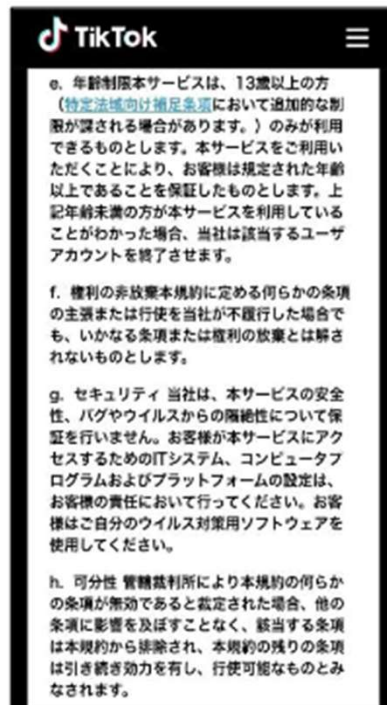 TikTok
e. 年齢制限本サービスは、13歳以上の方
（特定法域向け補足条項において追加的な制
限が課される場合があります。）のみが利用
できるものとします。本サービスをご利用い
ただくことにより、お客様は規定された年齢
以上であることを保証したものとします。上
記年齢未満の方が本サービスを利用している
ことがわかった場合、当社は該当するユーザ
アカウントを終了させます。
f. 権利の非放棄本規約に定める何らかの条項
の主張または行使を当社が不履行した場合で
も、いかなる条項または権利の放棄とは解さ
れないものとします。
g. セキュリティ 当社は、本サービスの安全
性、バグやウイルスからの隔絶性について保
証を行いません。お客様が本サービスにアク
セスするためのITシステム、コンピュータプ
ログラムおよびプラットフォームの設定は、
お客様の責任において行ってください。お客
様はご自分のウイルス対策用ソフトウェアを
使用してください。
h. 可分性 管轄裁判所により本規約の何らか
の条項が無効であると裁定された場合、他の
条項に影響を及ぼすことなく、該当する条項
は本規約から排除され、本規約の残りの条項
は引き続き効力を有し、行使可能なものとみ
なされます。